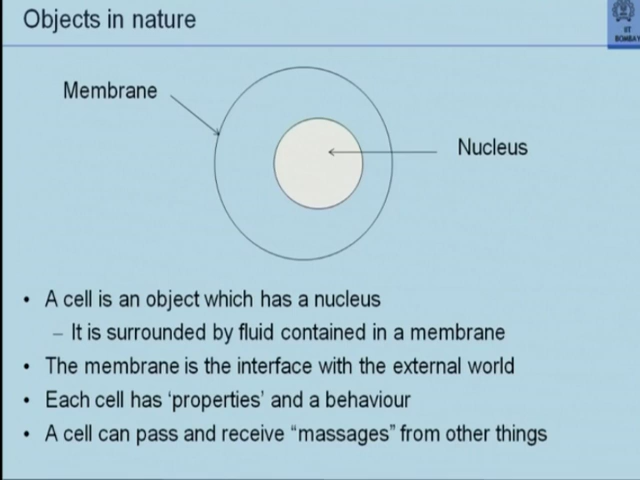 Objects in nature
IIT
BOMBAY
Membrane
Nucleus
• A cell is an object which has a nucleus
– It is surrounded by fluid contained in a membrane
• The membrane is the interface with the external world
• Each cell has ‘properties’ and a behaviour
• A cell can pass and receive “massages” from other things